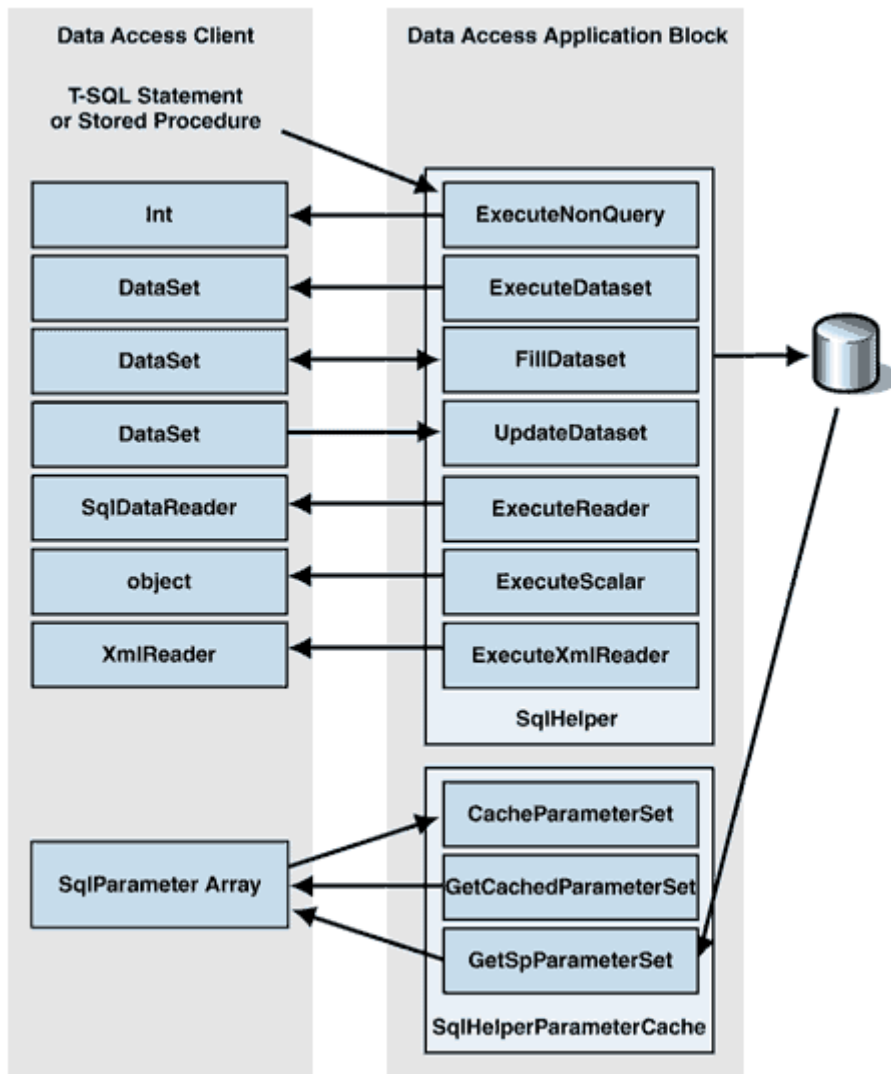 Data Access Client
Data Access Application Block
T-SQL Statement
or Stored Procedure
Int
ExecuteNonQuery
DataSet
ExecuteDataset
DataSet
FillDataset
DataSet
UpdateDataset
SqlDataReader
ExecuteReader
object
ExecuteScalar
XmlReader
ExecuteXmlReader
SqlHelper
CacheParameterSet
SqlParameter Array
GetCachedParameterSet
GetSpParameterSet
SqlHelperParameterCache